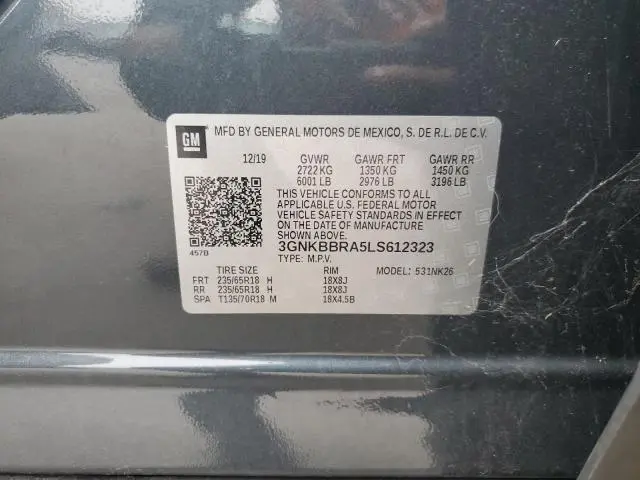 GM
MFD BY GENERAL MOTORS DE MEXICO, S. DE R.L. DE C.V.
12/19 GVWR GAWR FRT GAWR RR
2722 KG 1350 KG 1450 KG
6001 LB 2976 LB 3196 LB
THIS VEHICLE CONFORMS TO ALL
APPLICABLE U.S. FEDERAL MOTOR
VEHICLE SAFETY STANDARDS IN EFFECT
ON THE DATE OF MANUFACTURE
SHOWN ABOVE.
3GNKBBRA5LS612323
457B
TYPE: M.P.V.
TIRE SIZE RIM MODEL: 531NK26
FRT 235/65R18 H 18X8J
RR 235/65R18 H 18X8J
SPA T135/70R18 M 18X4.5B